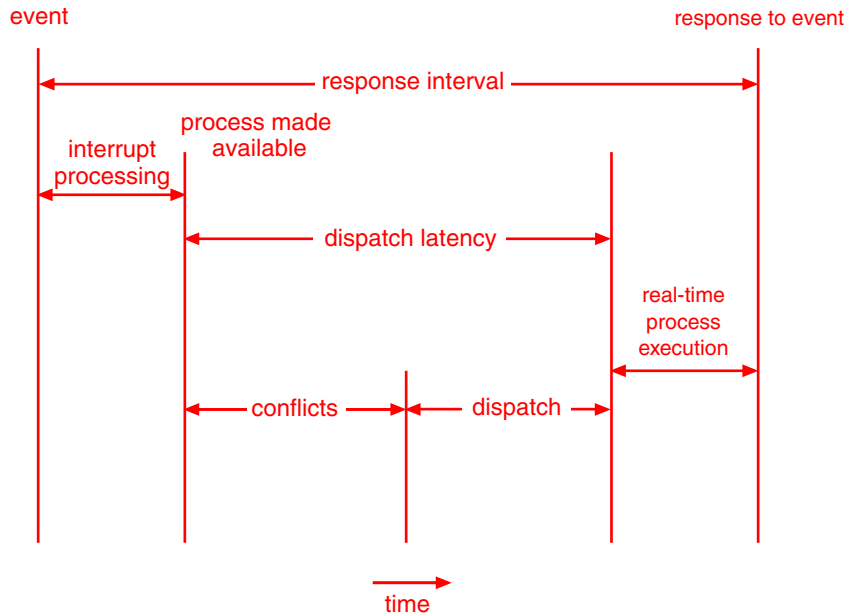 event
response to event
response interval
process made
available
interrupt
processing
dispatch latency
real-time
process
execution
conflicts
dispatch
time